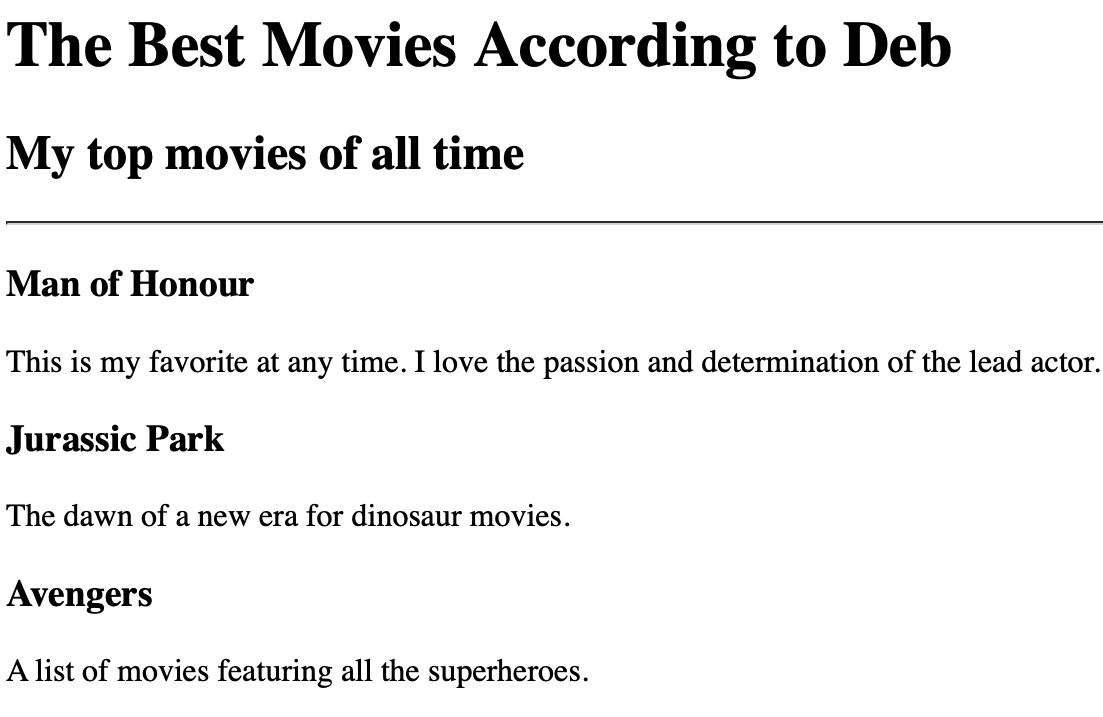 The Best Movies According to Deb
My top movies of all time
Man of Honour
This is my favorite at any time. I love the passion and determination of the lead actor.
Jurassic Park
The dawn of a new era for dinosaur movies.
Avengers
A list of movies featuring all the superheroes.